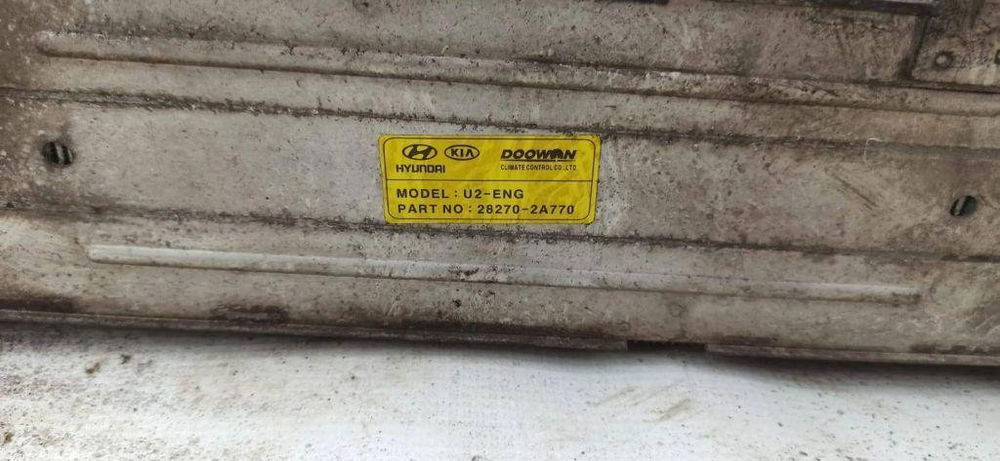 KIA DOOWON
HYUNDAI CLIMATE CONTROL CO., LTD
MODEL : U2-ENG
PART NO : 28270-2A770